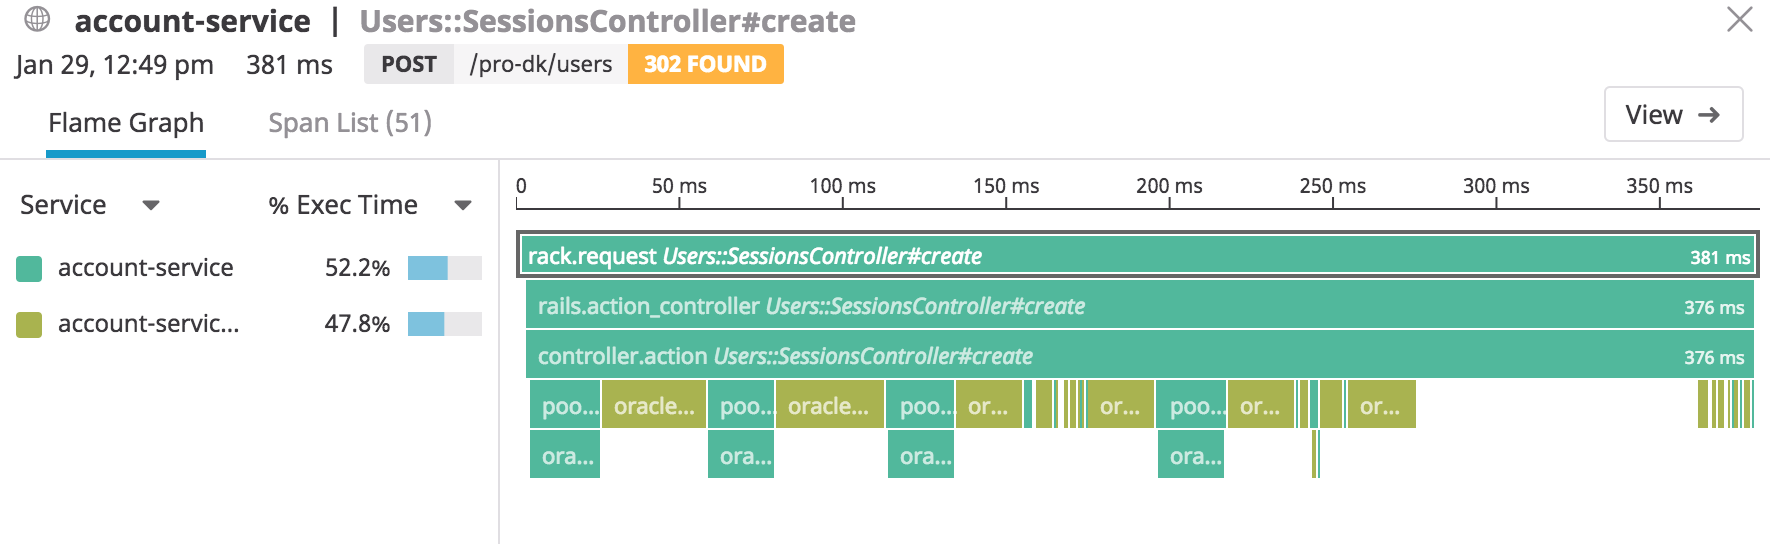 account-service | Users::SessionsController#create
Jan 29, 12:49 pm 381 ms POST /pro-dk/users 302 FOUND
Flame Graph Span List (51)
View →
Service % Exec Time
account-service 52.2%
account-servic... 47.8%
0 50 ms 100 ms 150 ms 200 ms 250 ms 300 ms 350 ms
rack.request Users::SessionsController#create 381 ms
rails.action_controller Users::SessionsController#create 376 ms
controller.action Users::SessionsController#create 376 ms
poo... oracle... poo... oracle... poo... or... or... poo... or... or...
ora... ora... ora... ora...